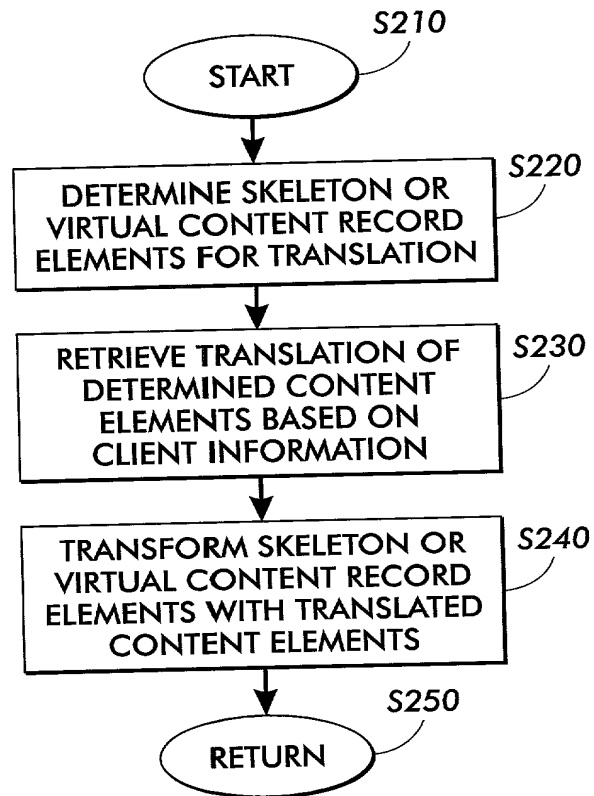 S210
START
S220
DETERMINE SKELETON OR
VIRTUAL CONTENT RECORD
ELEMENTS FOR TRANSLATION
S230
RETRIEVE TRANSLATION OF
DETERMINED CONTENT
ELEMENTS BASED ON
CLIENT INFORMATION
S240
TRANSFORM SKELETON OR
VIRTUAL CONTENT RECORD
ELEMENTS WITH TRANSLATED
CONTENT ELEMENTS
S250
RETURN